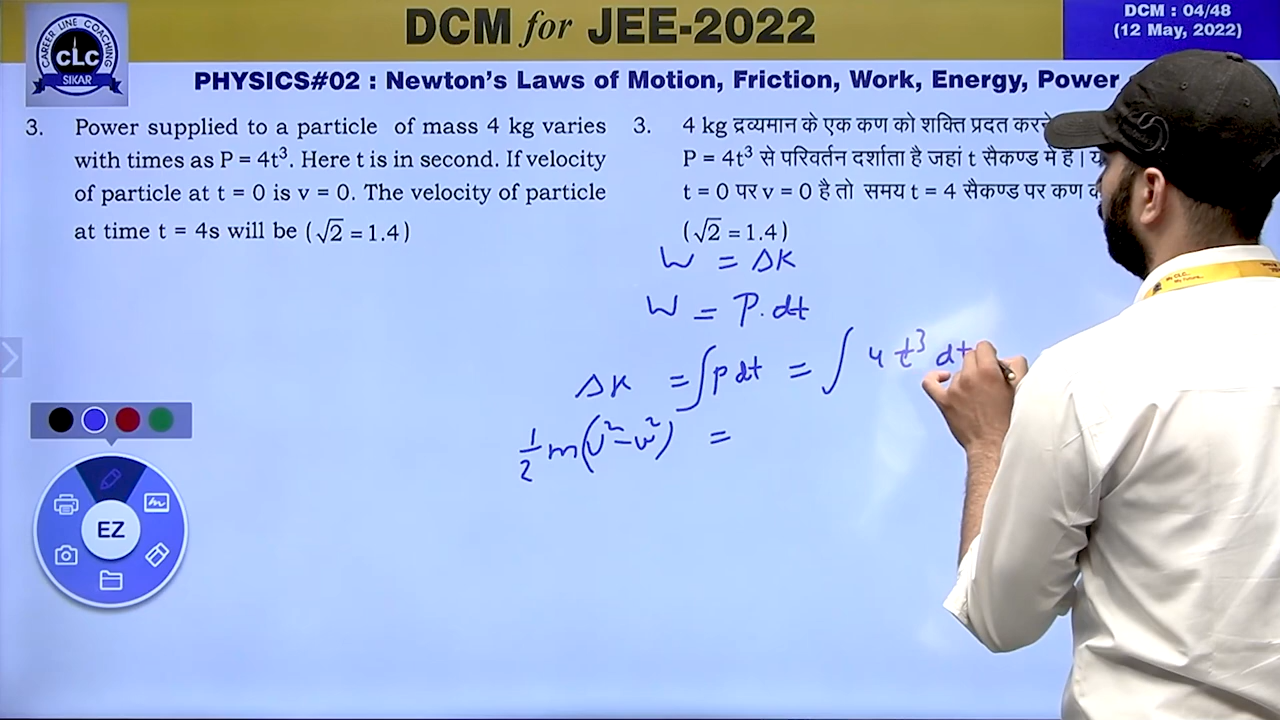 DCM for JEE-2022
DCM : 04/48
(12 May, 2022)
CAREER LINE COACHING
CLC
SIKAR
PHYSICS#02 : Newton's Laws of Motion, Friction, Work, Energy, Power
3. Power supplied to a particle of mass 4 kg varies
with times as P = 4t³. Here t is in second. If velocity
of particle at t = 0 is v = 0. The velocity of particle
at time t = 4s will be (√2 = 1.4)
3. 4 kg द्रव्यमान के एक कण को शक्ति प्रदत करने
P = 4t³ से परिवर्तन दर्शाता है जहां t सैकण्ड में है।
t = 0 पर v = 0 है तो समय t = 4 सैकण्ड पर कण
(√2 = 1.4)
W = ΔK
W = P. dt
ΔK = ∫P dt = ∫ 4 t³ dt
1/2 m(v²-u²) =
EZ